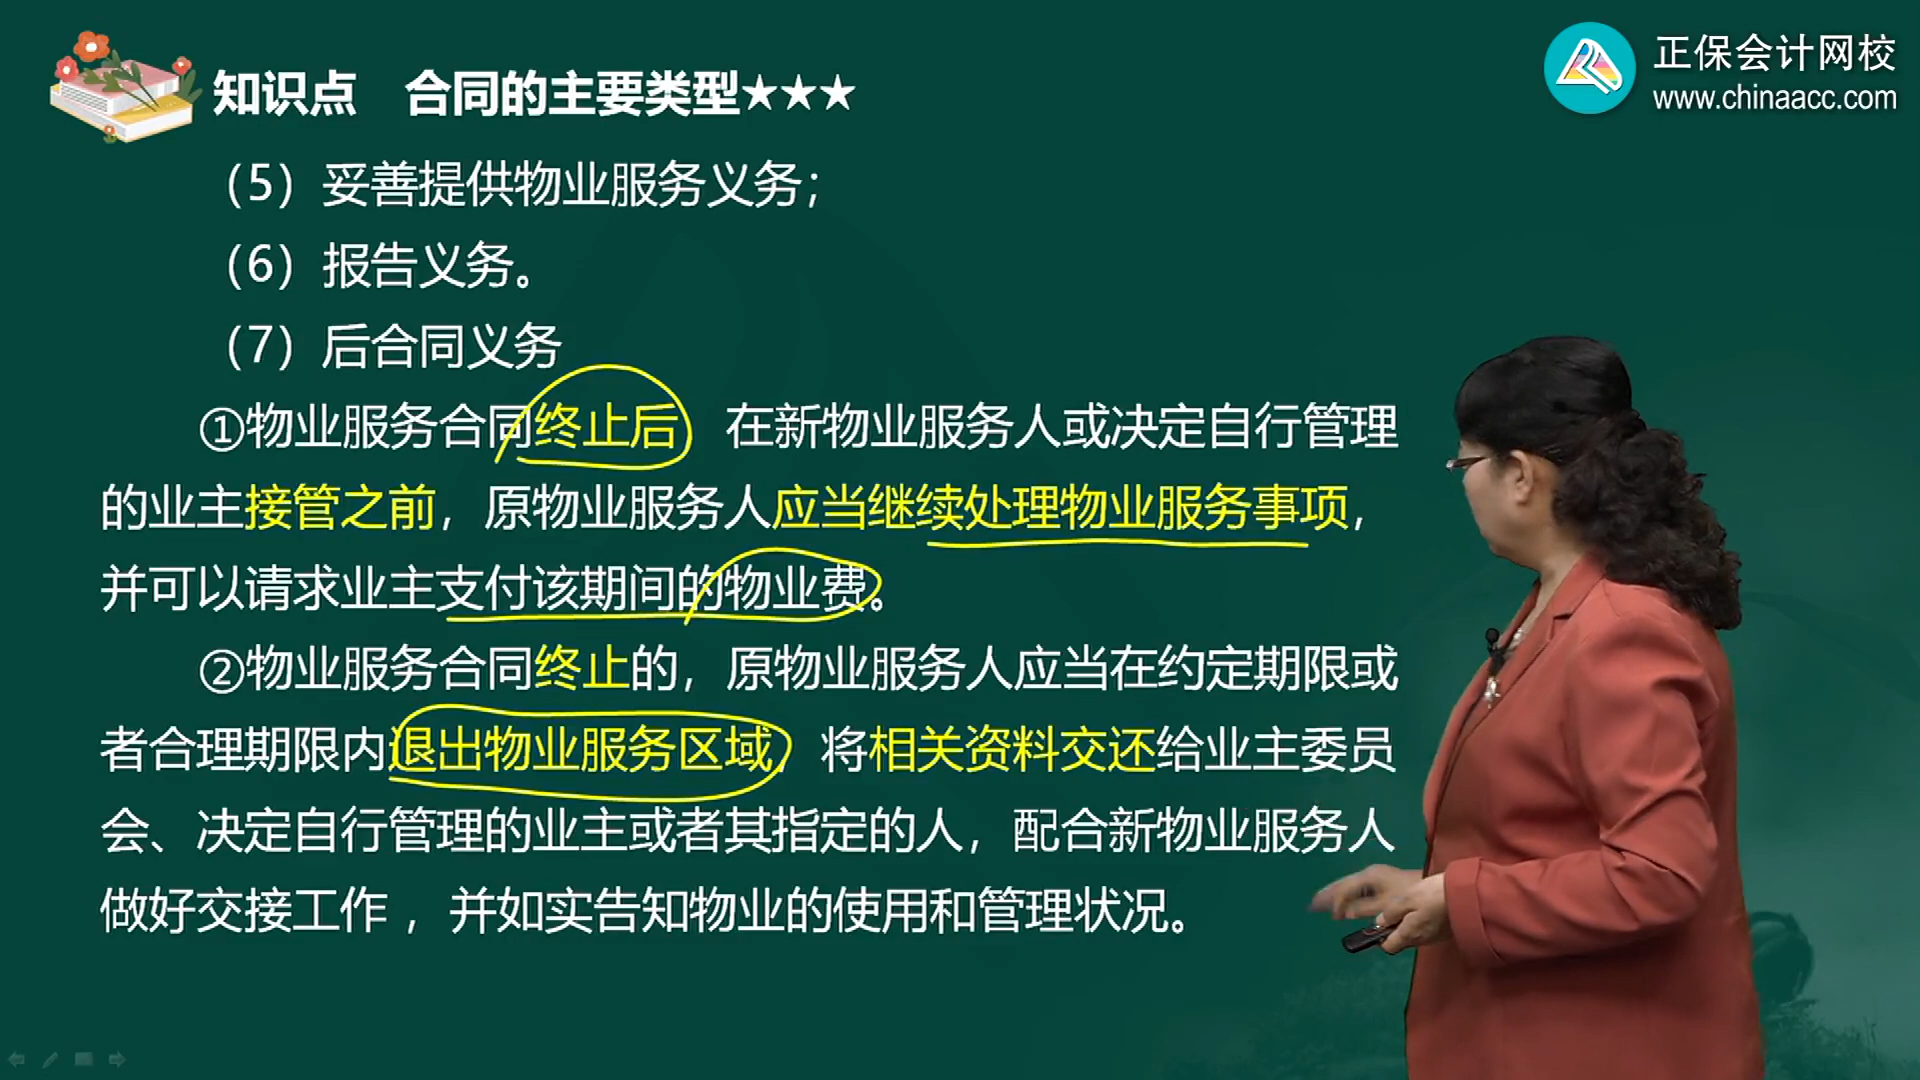 知识点 合同的主要类型★★★
正保会计网校
www.chinaacc.com
（5）妥善提供物业服务义务；
（6）报告义务。
（7）后合同义务
①物业服务合同终止后 在新物业服务人或决定自行管理
的业主接管之前，原物业服务人应当继续处理物业服务事项，
并可以请求业主支付该期间的物业费。
②物业服务合同终止的，原物业服务人应当在约定期限或
者合理期限内退出物业服务区域，将相关资料交还给业主委员
会、决定自行管理的业主或者其指定的人，配合新物业服务人
做好交接工作 ，并如实告知物业的使用和管理状况。